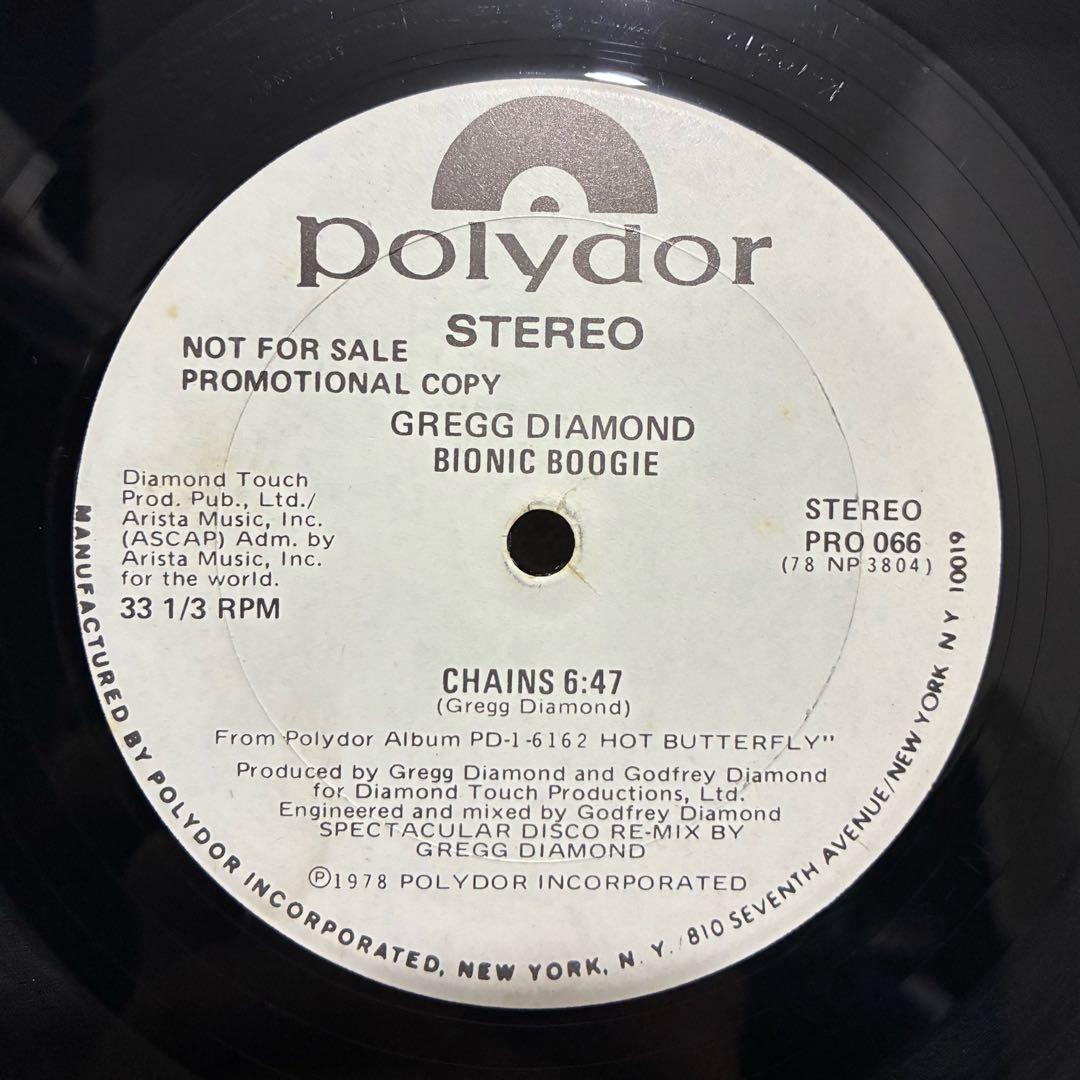 polydor
STEREO
NOT FOR SALE
PROMOTIONAL COPY
GREGG DIAMOND
BIONIC BOOGIE
Diamond Touch
Prod. Pub., Ltd./
Arista Music, Inc.
(ASCAP) Adm. by
Arista Music, Inc.
for the world.
33 1/3 RPM
STEREO
PRO 066
(78 NP 3804)
CHAINS 6:47
(Gregg Diamond)
From Polydor Album PD-1-6162 HOT BUTTERFLY"
Produced by Gregg Diamond and Godfrey Diamond
for Diamond Touch Productions, Ltd.
Engineered and mixed by Godfrey Diamond
SPECTACULAR DISCO RE-MIX BY
GREGG DIAMOND
Ⓟ1978 POLYDOR INCORPORATED
MANUFACTURED BY POLYDOR INCORPORATED, NEW YORK, N. Y. /810 SEVENTH AVENUE/NEW YORK N Y 10019